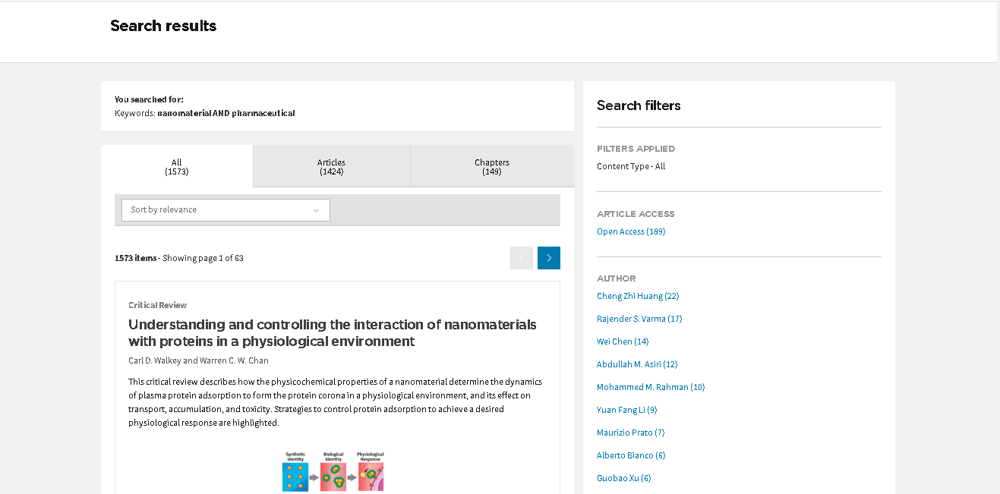 Search results
You searched for:
Keywords: nanomaterial AND pharmaceutical
All
(1573)
Articles
(1424)
Chapters
(149)
Sort by relevance
1573 items - Showing page 1 of 63
Critical Review
Understanding and controlling the interaction of nanomaterials
with proteins in a physiological environment
Carl D. Walkey and Warren C. W. Chan
This critical review describes how the physicochemical properties of a nanomaterial determine the dynamics
of plasma protein adsorption to form the protein corona in a physiological environment, and its effect on
transport, accumulation, and toxicity. Strategies to control protein adsorption to achieve a desired
physiological response are highlighted.
Synthetic
Identity
Biological
Identity
Physiological
Response
Search filters
FILTERS APPLIED
Content Type - All
ARTICLE ACCESS
Open Access (189)
AUTHOR
Cheng Zhi Huang (22)
Rajender S. Varma (17)
Wei Chen (14)
Abdullah M. Asiri (12)
Mohammed M. Rahman (10)
Yuan Fang Li (9)
Maurizio Prato (7)
Alberto Bianco (6)
Guobao Xu (6)